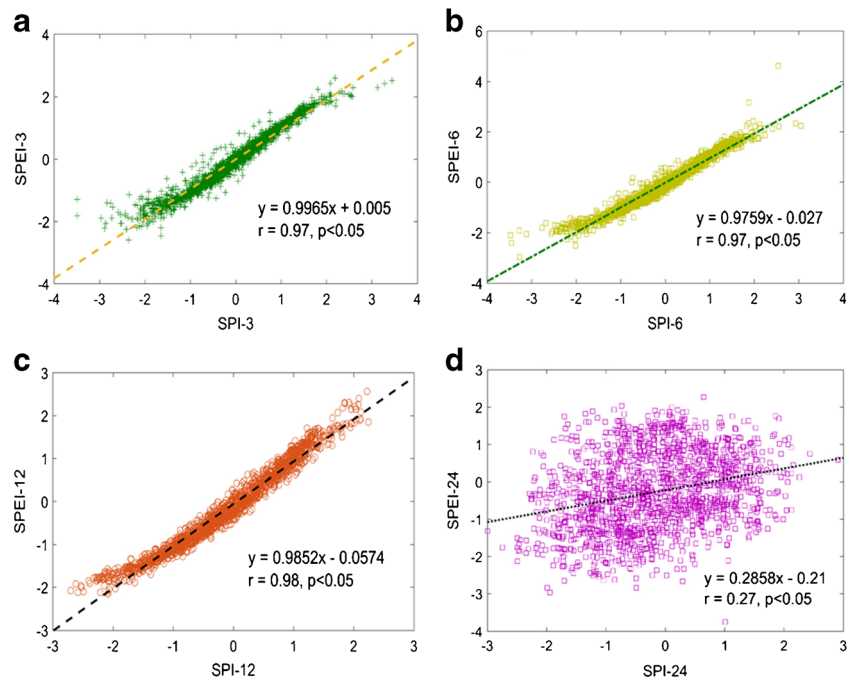 a
4
2
0
-2
-4
-4 -3 -2 -1 0 1 2 3 4
SPEI-3
SPI-3
y = 0.9965x + 0.005
r = 0.97, p<0.05
b
6
4
2
0
-2
-4
-4 -3 -2 -1 0 1 2 3 4
SPEI-6
SPI-6
y = 0.9759x - 0.027
r = 0.97, p<0.05
c
3
2
1
0
-1
-2
-3
-3 -2 -1 0 1 2 3
SPEI-12
SPI-12
y = 0.9852x - 0.0574
r = 0.98, p<0.05
d
3
2
1
0
-1
-2
-3
-4
-3 -2 -1 0 1 2 3
SPEI-24
SPI-24
y = 0.2858x - 0.21
r = 0.27, p<0.05